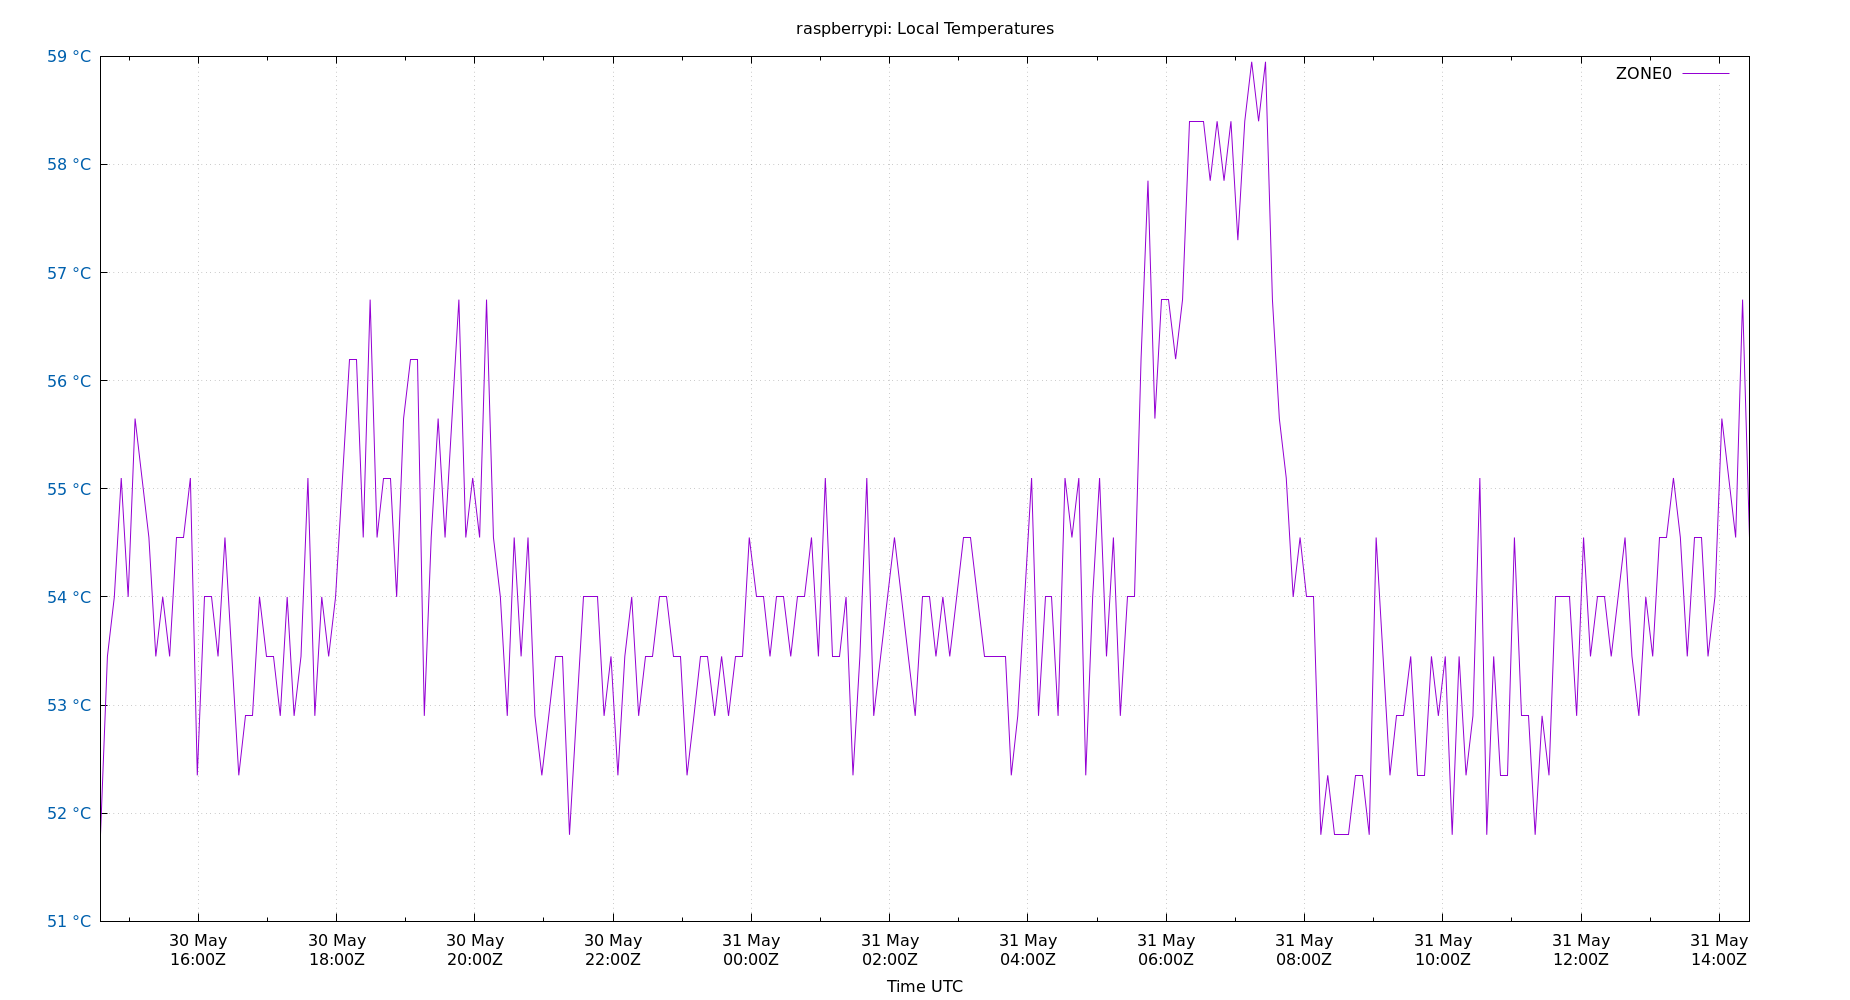 raspberrypi: Local Temperatures
59 °C
ZONE0
58 °C
57 °C
56 °C
55 °C
54 °C
53 °C
52 °C
51 °C
30 May 30 May 30 May 30 May 31 May 31 May 31 May 31 May 31 May 31 May 31 May 31 May
16:00Z 18:00Z 20:00Z 22:00Z 00:00Z 02:00Z 04:00Z 06:00Z 08:00Z 10:00Z 12:00Z 14:00Z
Time UTC